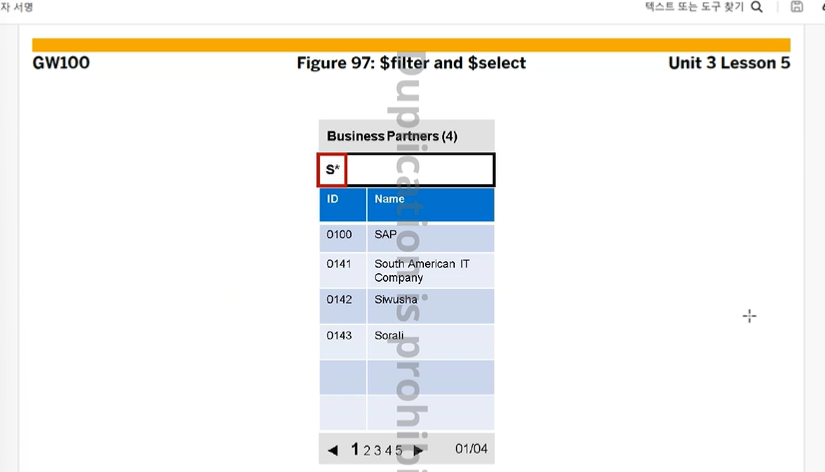 자 서명
텍스트 또는 도구 찾기
GW100 Figure 97: $filter and $select Unit 3 Lesson 5
Business Partners (4)
S*
ID Name
0100 SAP
0141 South American IT
Company
0142 Siwusha
0143 Sorali
◀ 1 2 3 4 5 ▶ 01/04
Duplication is prohibi